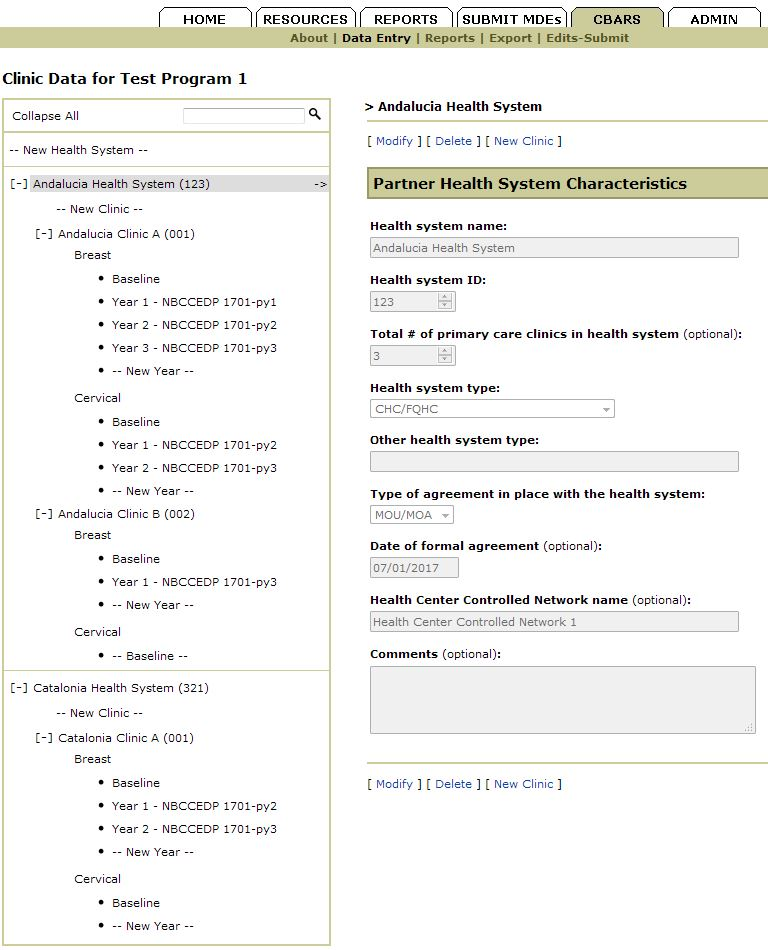 HOME RESOURCES REPORTS SUBMIT MDEs CBARS ADMIN
About | Data Entry | Reports | Export | Edits-Submit
Clinic Data for Test Program 1
Collapse All
-- New Health System --
[-] Andalucia Health System (123) ->
-- New Clinic --
[-] Andalucia Clinic A (001)
Breast
• Baseline
• Year 1 - NBCCEDP 1701-py1
• Year 2 - NBCCEDP 1701-py2
• Year 3 - NBCCEDP 1701-py3
• -- New Year --
Cervical
• Baseline
• Year 1 - NBCCEDP 1701-py2
• Year 2 - NBCCEDP 1701-py3
• -- New Year --
[-] Andalucia Clinic B (002)
Breast
• Baseline
• Year 1 - NBCCEDP 1701-py3
• -- New Year --
Cervical
• -- Baseline --
[-] Catalonia Health System (321)
-- New Clinic --
[-] Catalonia Clinic A (001)
Breast
• Baseline
• Year 1 - NBCCEDP 1701-py2
• Year 2 - NBCCEDP 1701-py3
• -- New Year --
Cervical
• Baseline
• -- New Year --
> Andalucia Health System
[ Modify ] [ Delete ] [ New Clinic ]
Partner Health System Characteristics
Health system name:
Andalucia Health System
Health system ID:
123
Total # of primary care clinics in health system (optional):
3
Health system type:
CHC/FQHC
Other health system type:
Type of agreement in place with the health system:
MOU/MOA
Date of formal agreement (optional):
07/01/2017
Health Center Controlled Network name (optional):
Health Center Controlled Network 1
Comments (optional):
[ Modify ] [ Delete ] [ New Clinic ]